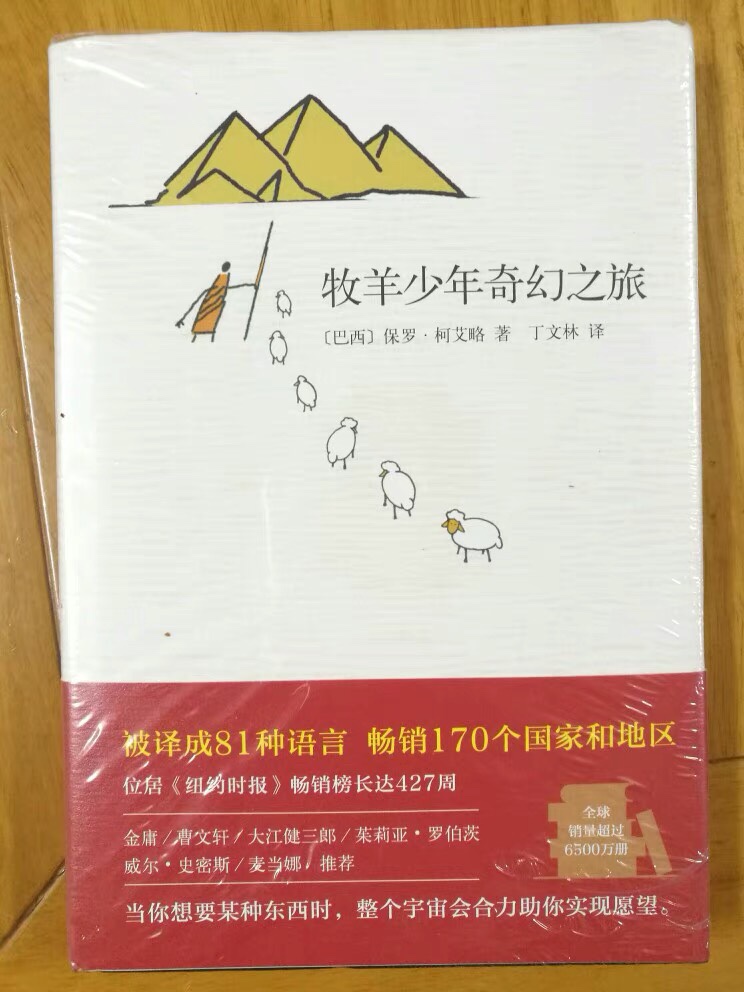 牧羊少年奇幻之旅
〔巴西〕保罗·柯艾略 著 丁文林 译
被译成81种语言 畅销170个国家和地区
位居《纽约时报》畅销榜长达427周
金庸/曹文轩/大江健三郎/茱莉亚·罗伯茨
威尔·史密斯/麦当娜 推荐
全球
销量超过
6500万册
当你想要某种东西时，整个宇宙会合力助你实现愿望。